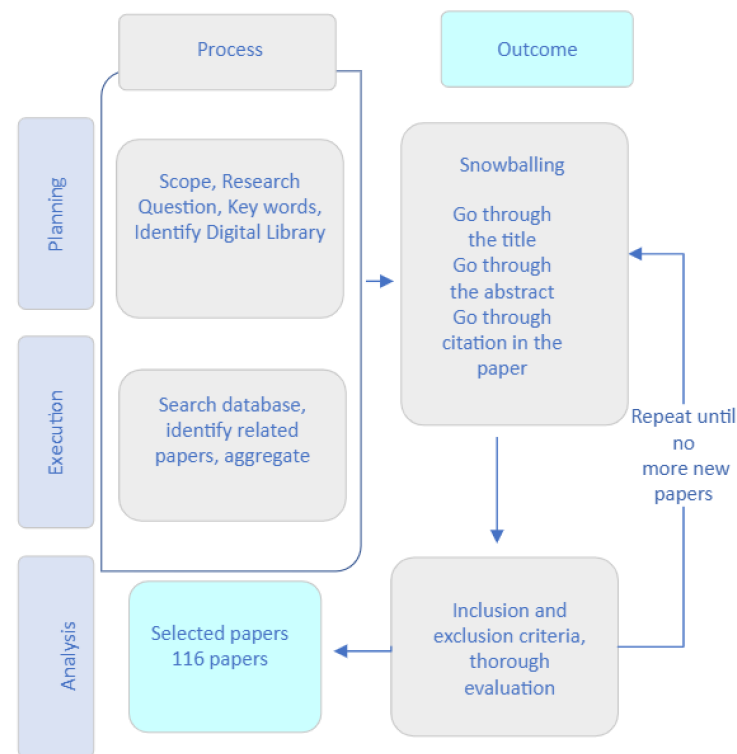 Process
Outcome
Planning
Scope, Research
Question, Key words,
Identify Digital Library
Snowballing
Go through
the title
Go through
the abstract
Go through
citation in the
paper
Execution
Search database,
identify related
papers, aggregate
Repeat until
no
more new
papers
Analysis
Selected papers
116 papers
Inclusion and
exclusion criteria,
thorough
evaluation